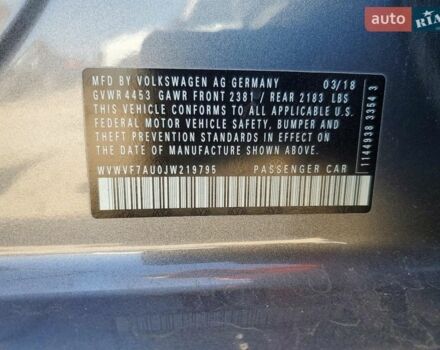 auto
RIA
MFD BY VOLKSWAGEN AG GERMANY 03/18
GVWR 4453 GAWR FRONT 2381 / REAR 2183 LBS
THIS VEHICLE CONFORMS TO ALL APPLICABLE U.S.
FEDERAL MOTOR VEHICLE SAFETY, BUMPER AND
THEFT PREVENTION STANDARDS IN EFFECT ON THE
DATE OF MANUFACTURE SHOWN ABOVE.
WVWVF7AU0JW219795 PASSENGER CAR
1144938 3354 3